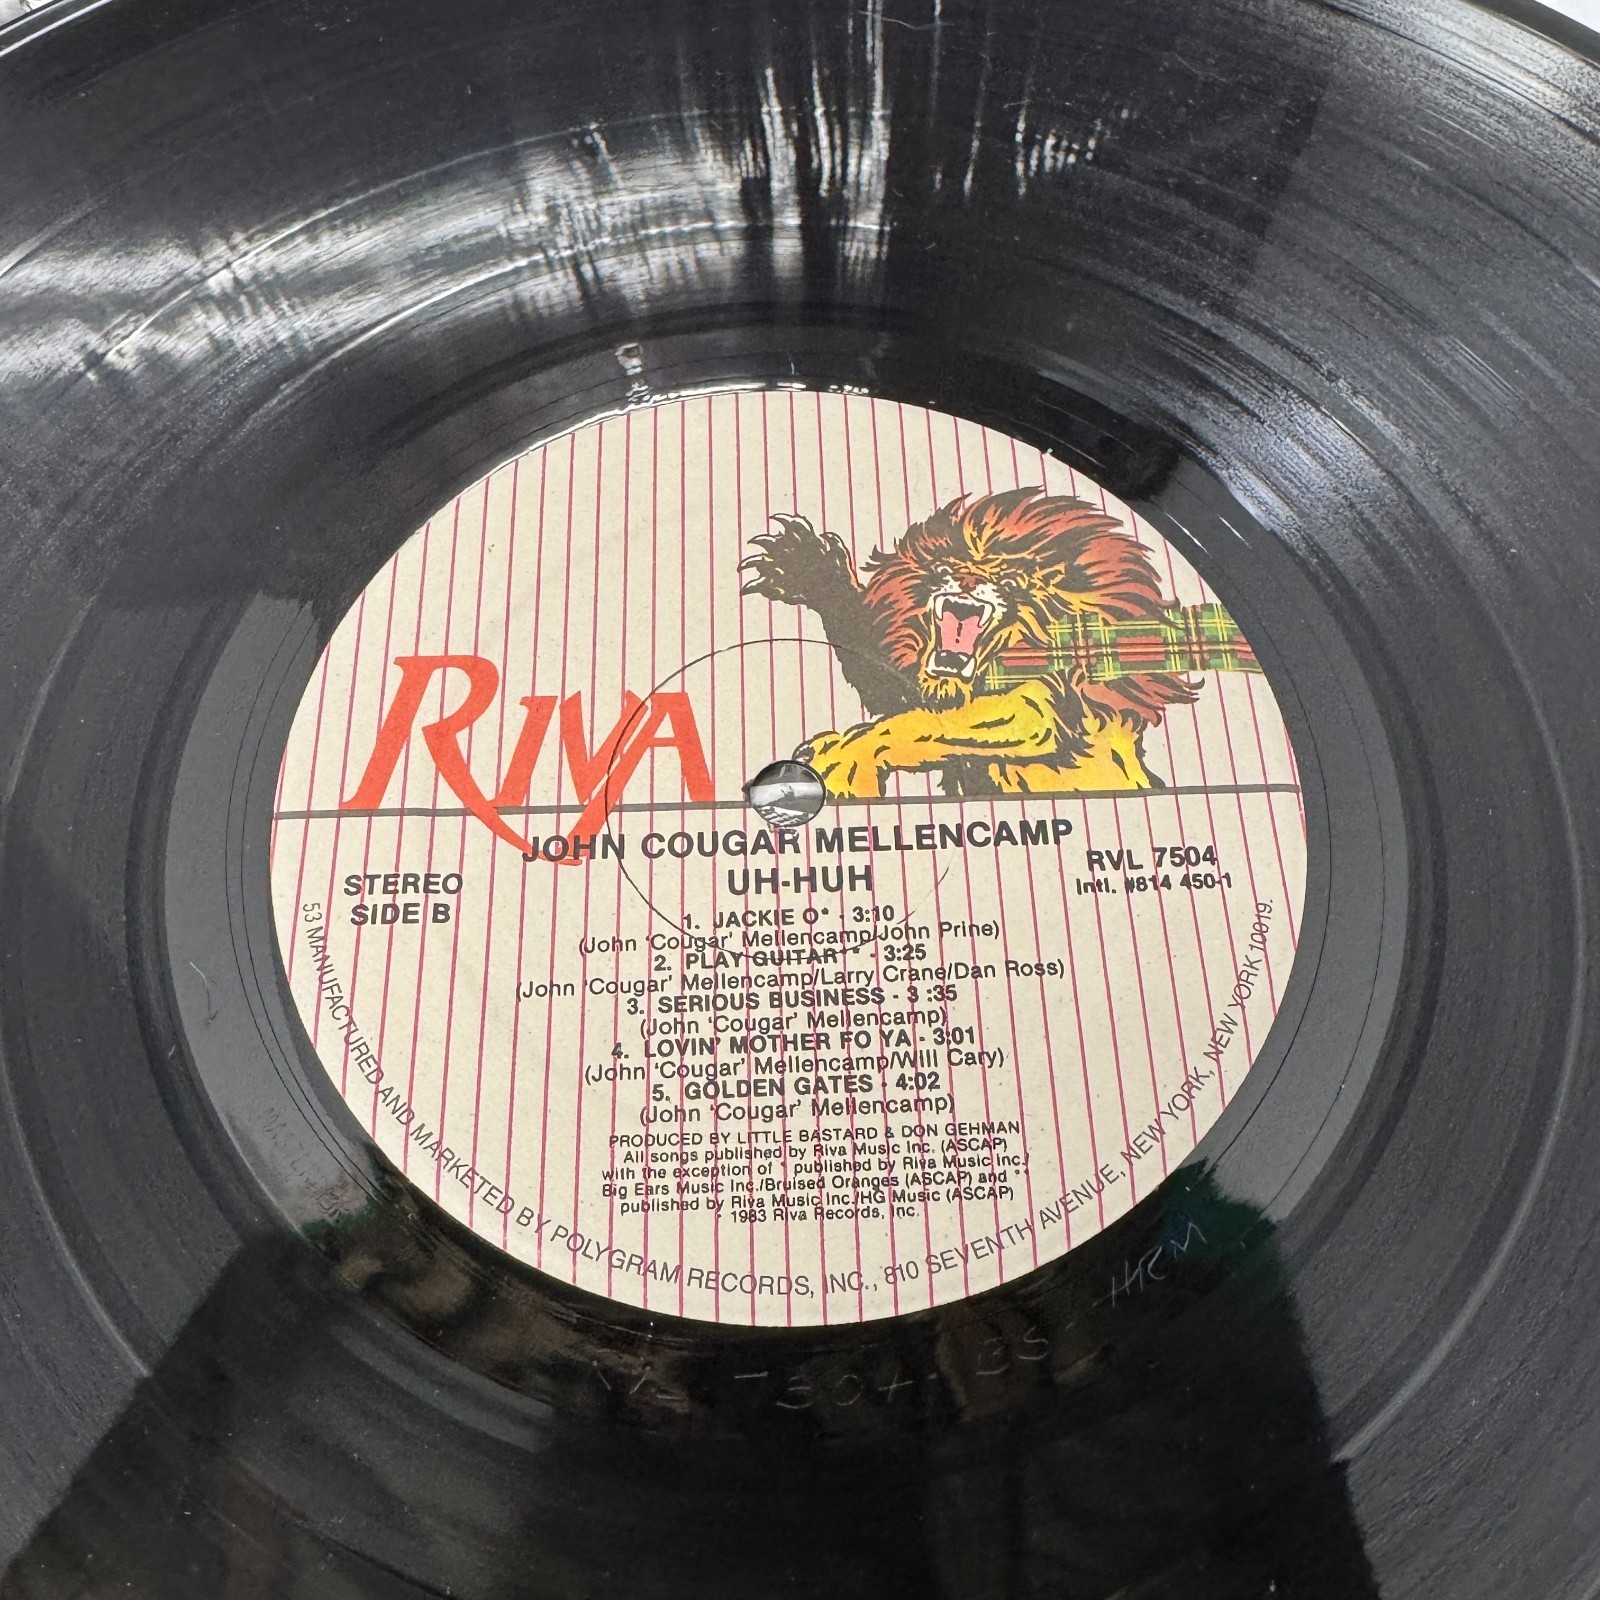 RIVA
JOHN COUGAR MELLENCAMP
UH-HUH
STEREO
SIDE B
RVL 7504
Intl. #814 450-1
1. JACKIE O* · 3:10
(John 'Cougar' Mellencamp/John Prine)
2. PLAY GUITAR** · 3:25
(John 'Cougar' Mellencamp/Larry Crane/Dan Ross)
3. SERIOUS BUSINESS · 3:35
(John 'Cougar' Mellencamp)
4. LOVIN' MOTHER FO YA · 3:01
(John 'Cougar' Mellencamp/Will Cary)
5. GOLDEN GATES · 4:02
(John 'Cougar' Mellencamp)
PRODUCED BY LITTLE BASTARD & DON GEHMAN
All songs published by Riva Music Inc. (ASCAP)
with the exception of * published by Riva Music Inc./
Big Ears Music Inc./Bruised Oranges (ASCAP) and **
published by Riva Music Inc./HG Music (ASCAP)
1983 Riva Records, Inc.
53 MANUFACTURED AND MARKETED BY POLYGRAM RECORDS, INC., 810 SEVENTH AVENUE, NEW YORK, NEW YORK 10019.
HRM